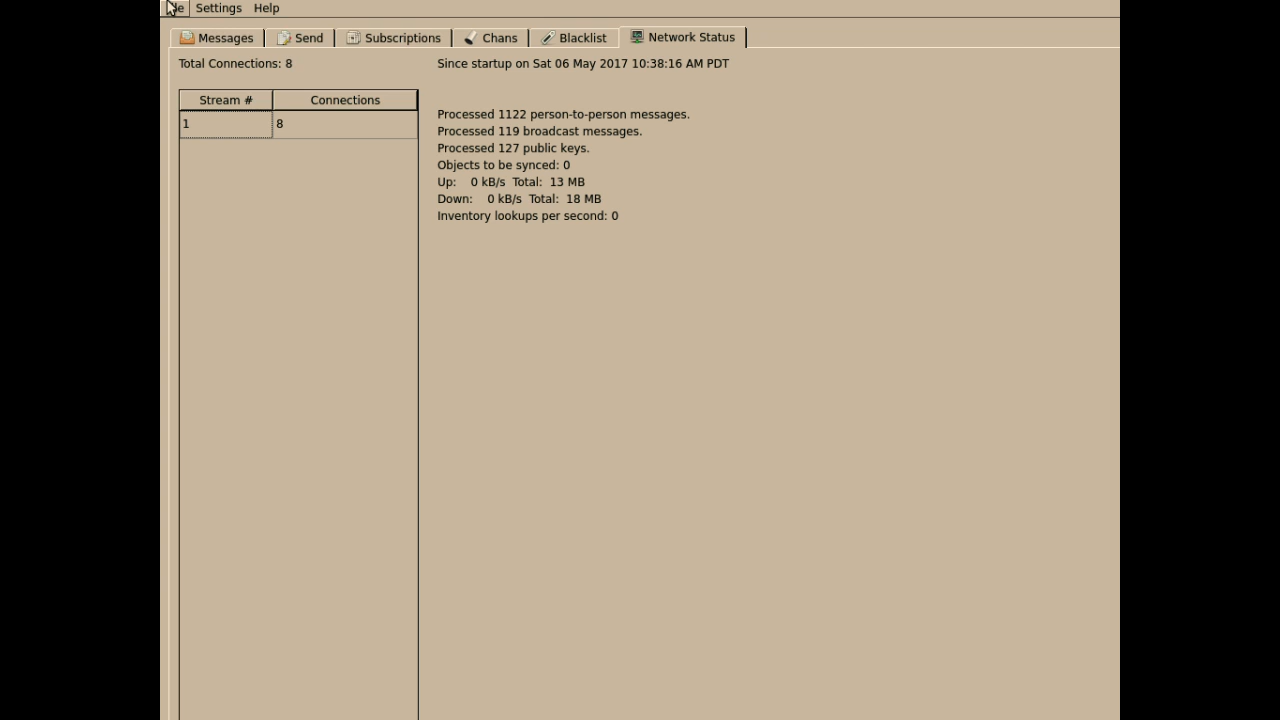 Settings Help
Messages Send Subscriptions Chans Blacklist Network Status
Total Connections: 8
Since startup on Sat 06 May 2017 10:38:16 AM PDT
Stream # Connections
1 8
Processed 1122 person-to-person messages.
Processed 119 broadcast messages.
Processed 127 public keys.
Objects to be synced: 0
Up: 0 kB/s Total: 13 MB
Down: 0 kB/s Total: 18 MB
Inventory lookups per second: 0